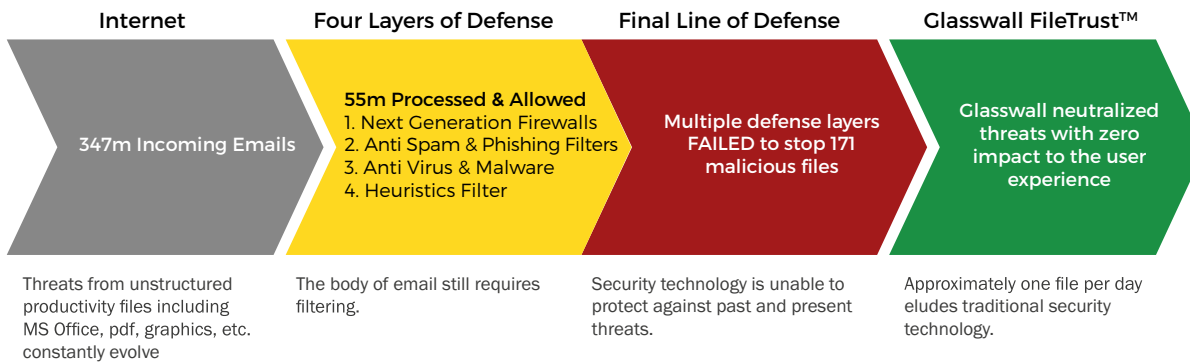 Internet
Four Layers of Defense
Final Line of Defense
Glasswall FileTrust™
347m Incoming Emails
55m Processed & Allowed
1. Next Generation Firewalls
2. Anti Spam & Phishing Filters
3. Anti Virus & Malware
4. Heuristics Filter
Multiple defense layers
FAILED to stop 171
malicious files
Glasswall neutralized
threats with zero
impact to the user
experience
Threats from unstructured
productivity files including
MS Office, pdf, graphics, etc.
constantly evolve
The body of email still requires
filtering.
Security technology is unable to
protect against past and present
threats.
Approximately one file per day
eludes traditional security
technology.